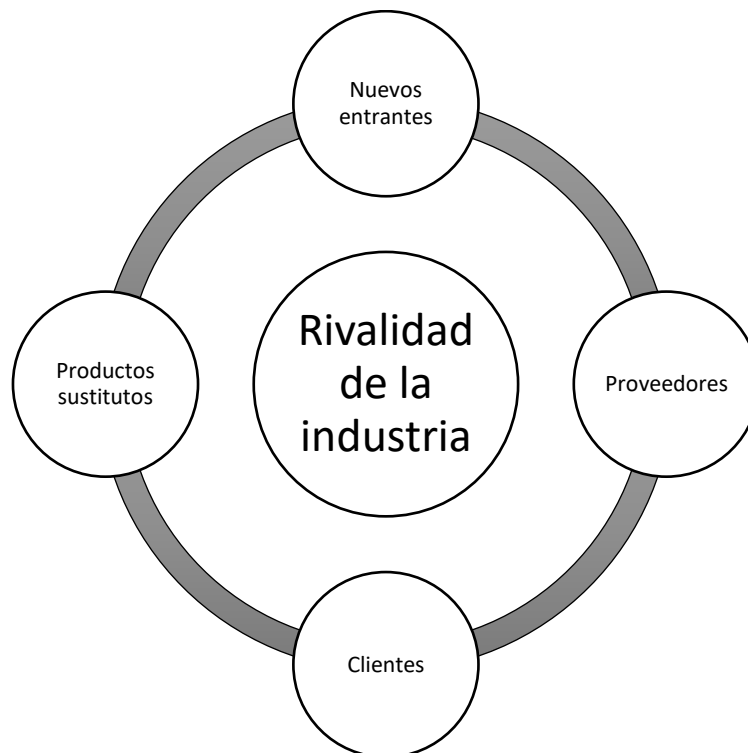 Nuevos
entrantes
Rivalidad
de la
industria
Productos
sustitutos
Proveedores
Clientes